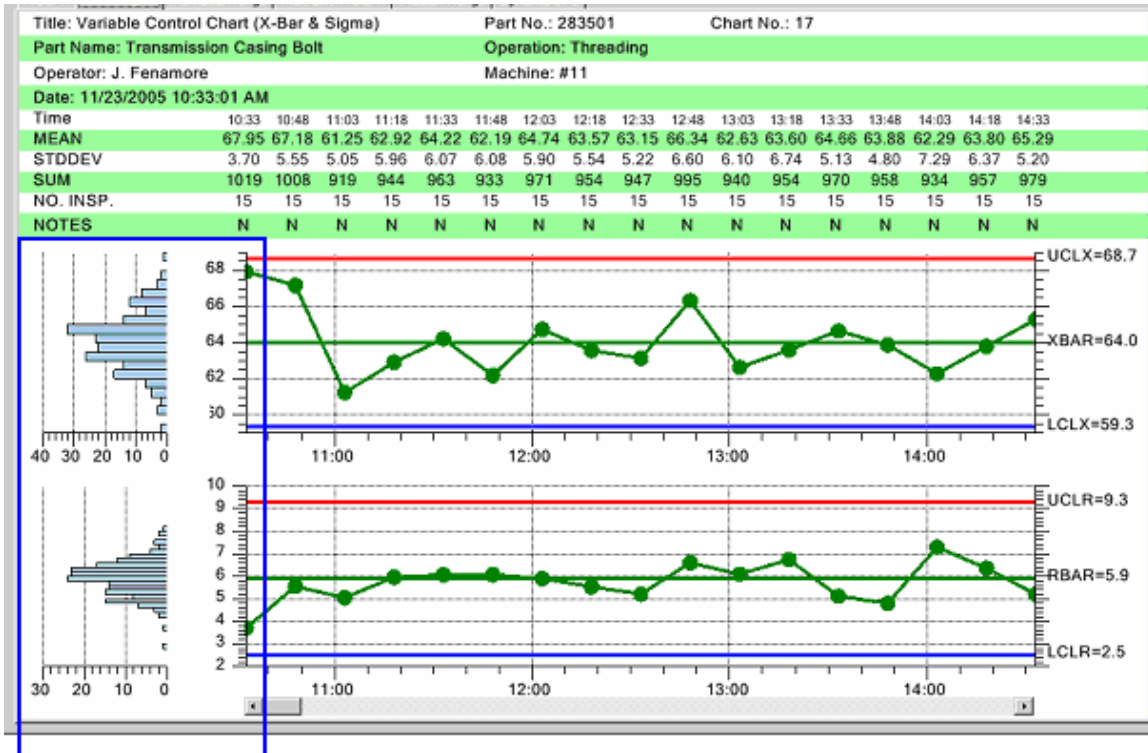 Title: Variable Control Chart (X-Bar & Sigma) Part No.: 283501 Chart No.: 17
Part Name: Transmission Casing Bolt Operation: Threading
Operator: J. Fenamore Machine: #11
Date: 11/23/2005 10:33:01 AM
Time 10:33 10:48 11:03 11:18 11:33 11:48 12:03 12:18 12:33 12:48 13:03 13:18 13:33 13:48 14:03 14:18 14:33
MEAN 67.95 67.18 61.25 62.92 64.22 62.19 64.74 63.57 63.15 66.34 62.63 63.60 64.66 63.88 62.29 63.80 65.29
STDDEV 3.70 5.55 5.05 5.96 6.07 6.08 5.90 5.54 5.22 6.60 6.10 6.74 5.13 4.80 7.29 6.37 5.20
SUM 1019 1008 919 944 963 933 971 954 947 995 940 954 970 958 934 957 979
NO. INSP. 15 15 15 15 15 15 15 15 15 15 15 15 15 15 15 15 15
NOTES N N N N N N N N N N N N N N N N N
UCLX=68.7
68
66
64 XBAR=64.0
62
LCLX=59.3
40 30 20 10 0 11:00 12:00 13:00 14:00
10
9 UCLR=9.3
8
7
6 RBAR=5.9
5
4
3 LCLR=2.5
2
30 20 10 0 11:00 12:00 13:00 14:00